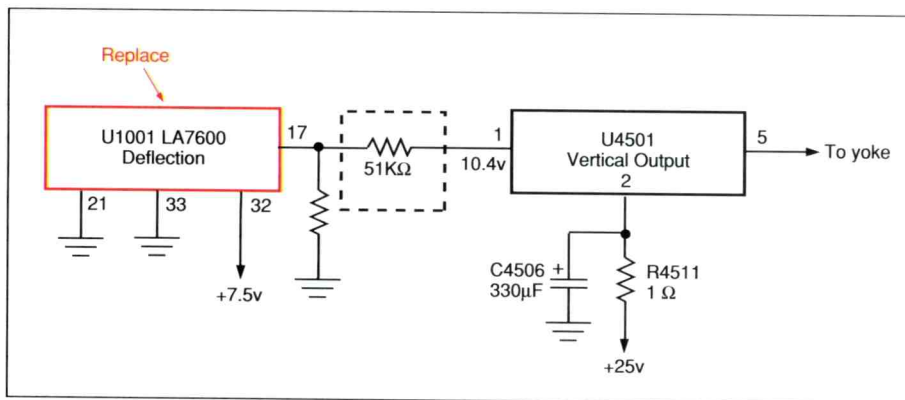 Replace
U1001 LA7600
Deflection
17
21
33
32
+7.5v
51KΩ
1
10.4v
U4501
Vertical Output
2
5
To yoke
C4506
330µF
+
R4511
1 Ω
+25v